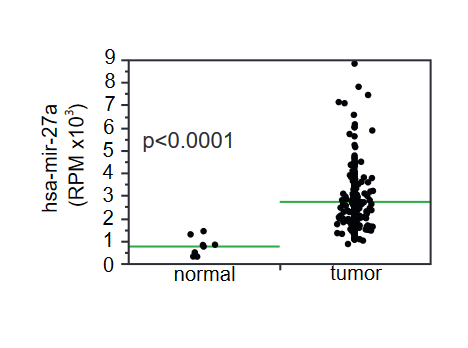 hsa-mir-27a
(RPM x10³)
9
8
7
6
5
4
3
2
1
0
p<0.0001
normal
tumor